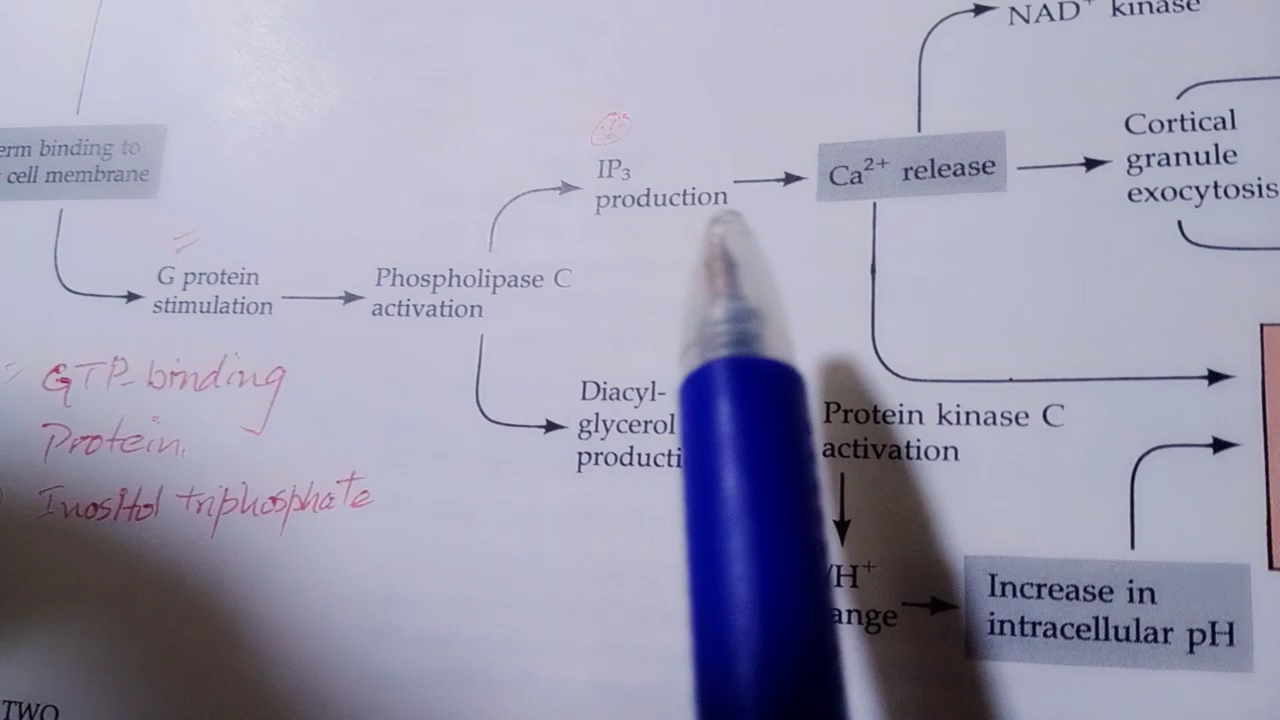 NAD⁺ kinase
erm binding to
cell membrane
G protein
stimulation
Phospholipase C
activation
IP₃
production
Ca²⁺ release
Cortical
granule
exocytosis
Diacyl-
glycerol
producti
Protein kinase C
activation
/H⁺
ange
Increase in
intracellular pH
GTP-binding
Protein
Inositol triphosphate
TWO